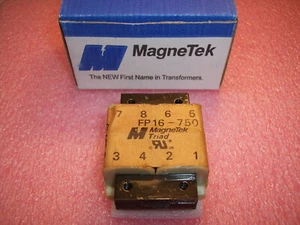 MagneTek
The NEW First Name in Transformers.
7 8 6 5
FP16-750
MagneTek
Triad
3 4 2 1